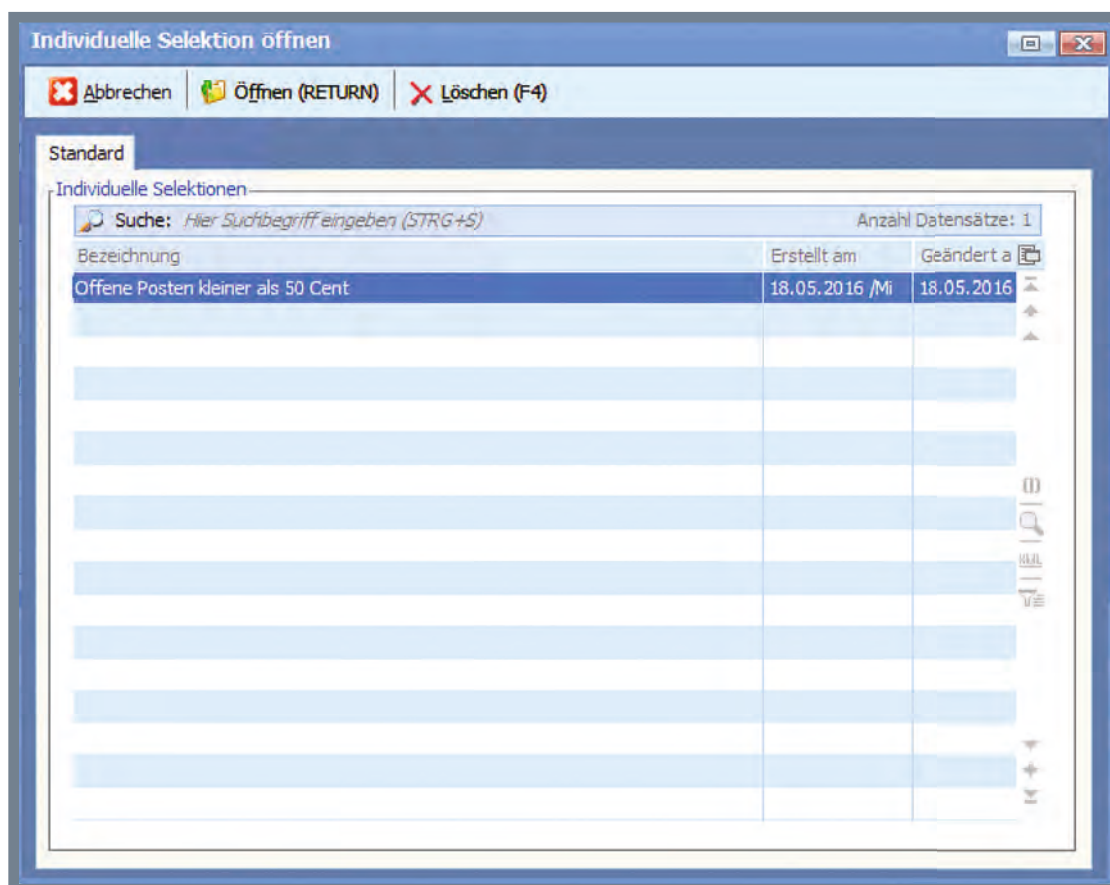 Individuelle Selektion öffnen
Abbrechen Öffnen (RETURN) Löschen (F4)
Standard
Individuelle Selektionen
Suche: Hier Suchbegriff eingeben (STRG+S) Anzahl Datensätze: 1
Bezeichnung Erstellt am Geändert a
Offene Posten kleiner als 50 Cent 18.05.2016 /Mi 18.05.2016